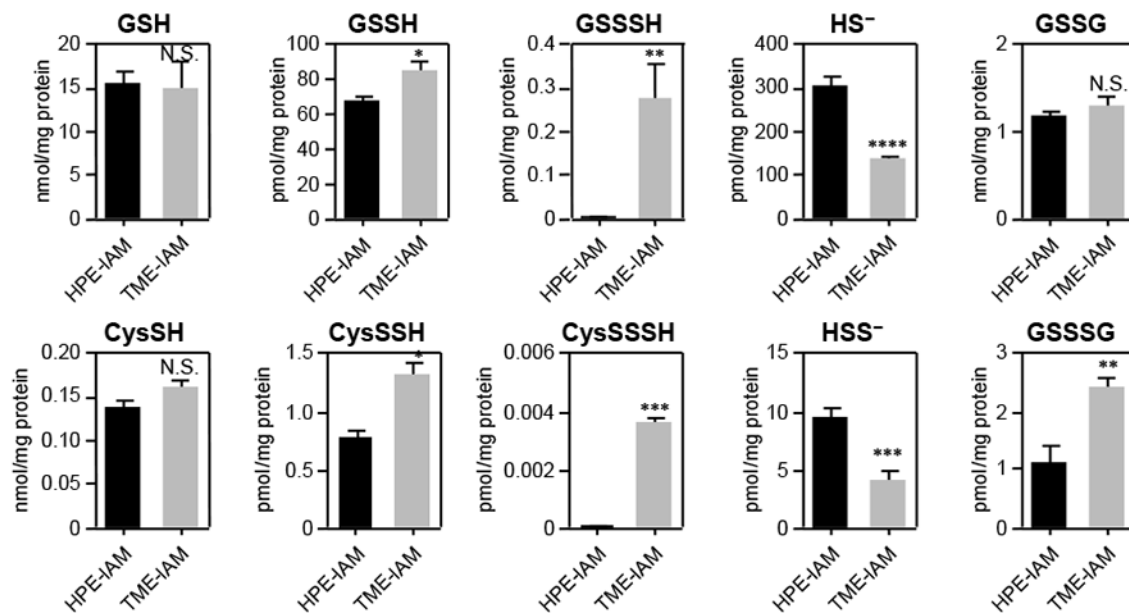 GSH
nmol/mg protein
20
15
10
5
0
N.S.
HPE-IAM
TME-IAM
GSSH
pmol/mg protein
100
80
60
40
20
0
*
HPE-IAM
TME-IAM
GSSSH
pmol/mg protein
0.4
0.3
0.2
0.1
0
**
HPE-IAM
TME-IAM
HS⁻
pmol/mg protein
400
300
200
100
0
****
HPE-IAM
TME-IAM
GSSG
nmol/mg protein
2
1
0
N.S.
HPE-IAM
TME-IAM
CysSH
nmol/mg protein
0.20
0.15
0.10
0.05
0
N.S.
HPE-IAM
TME-IAM
CysSSH
pmol/mg protein
1.5
1.0
0.5
0
*
HPE-IAM
TME-IAM
CysSSSH
pmol/mg protein
0.006
0.004
0.002
0
***
HPE-IAM
TME-IAM
HSS⁻
pmol/mg protein
15
10
5
0
***
HPE-IAM
TME-IAM
GSSSG
pmol/mg protein
3
2
1
0
**
HPE-IAM
TME-IAM